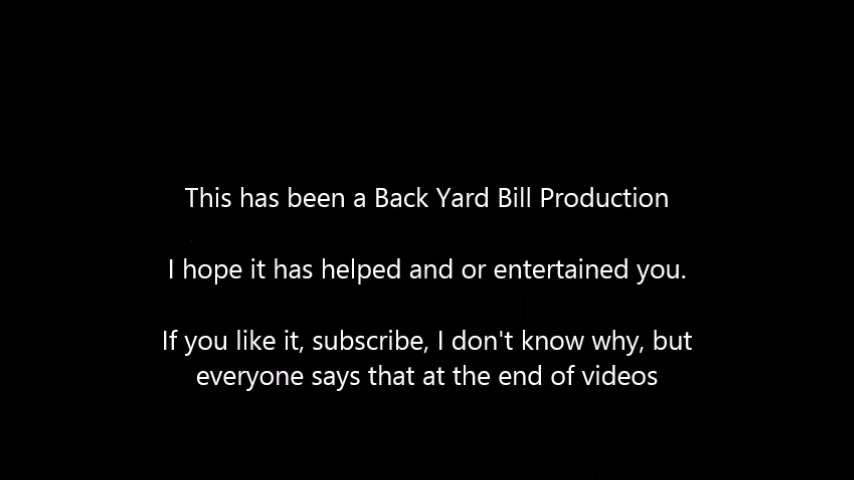 This has been a Back Yard Bill Production
I hope it has helped and or entertained you.
If you like it, subscribe, I don't know why, but
everyone says that at the end of videos